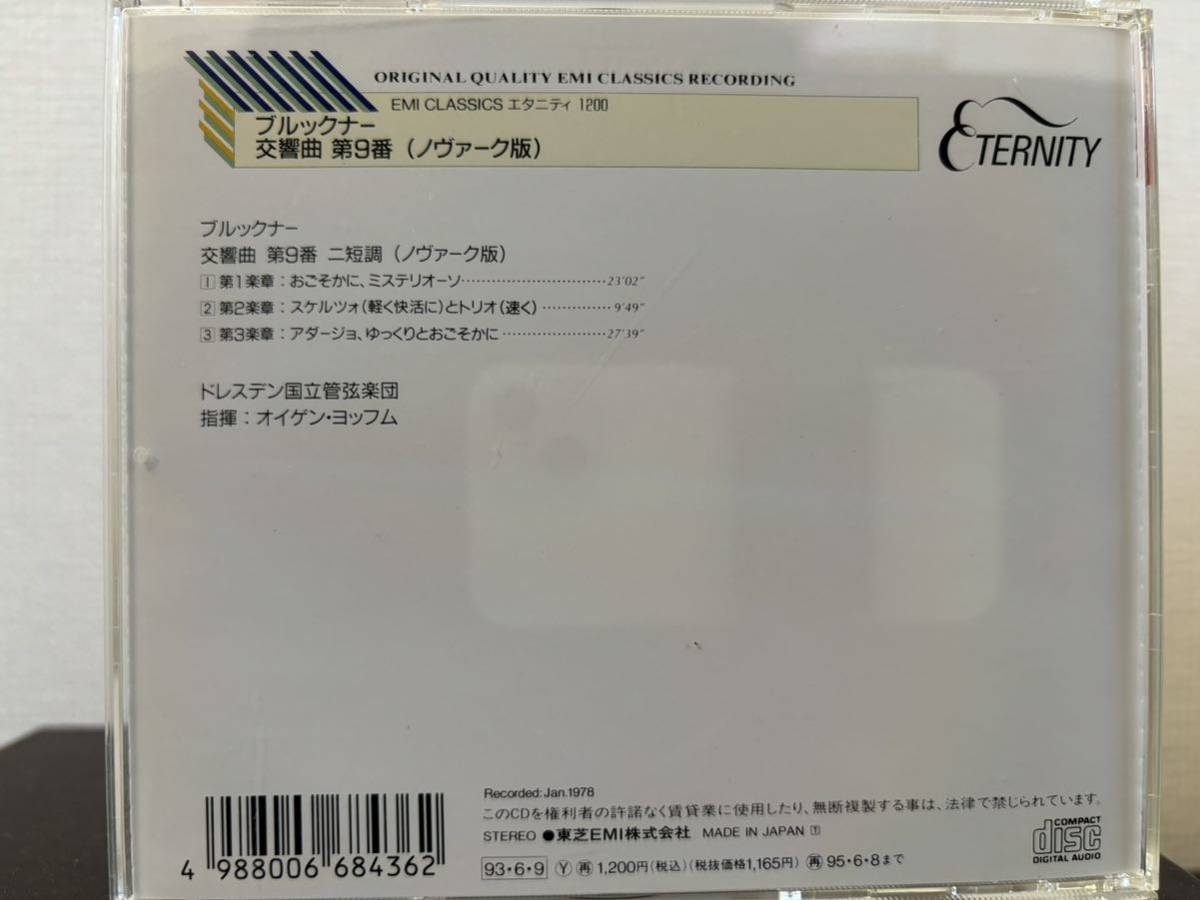 ORIGINAL QUALITY EMI CLASSICS RECORDING
EMI CLASSICS エタニティ 1200
ブルックナー
交響曲 第9番 (ノヴァーク版)
ETERNITY
ブルックナー
交響曲 第9番 ニ短調 (ノヴァーク版)
1 第1楽章：おごそかに、ミステリオーソ…………………………23'02"
2 第2楽章：スケルツォ(軽く快活に)とトリオ(速く)……………9'49"
3 第3楽章：アダージョ、ゆっくりとおごそかに……………………27'39"
ドレスデン国立管弦楽団
指揮：オイゲン・ヨッフム
Recorded: Jan. 1978
このCDを権利者の許諾なく賃貸業に使用したり、無断複製する事は、法律で禁じられています。
STEREO ●東芝EMI株式会社 MADE IN JAPAN 1
93・6・9 Ⓨ ㊢ 1,200円(税込)(税抜価格1,165円) ㊢ 95・6・8まで
4 988006 684362
COMPACT
disc
DIGITAL AUDIO